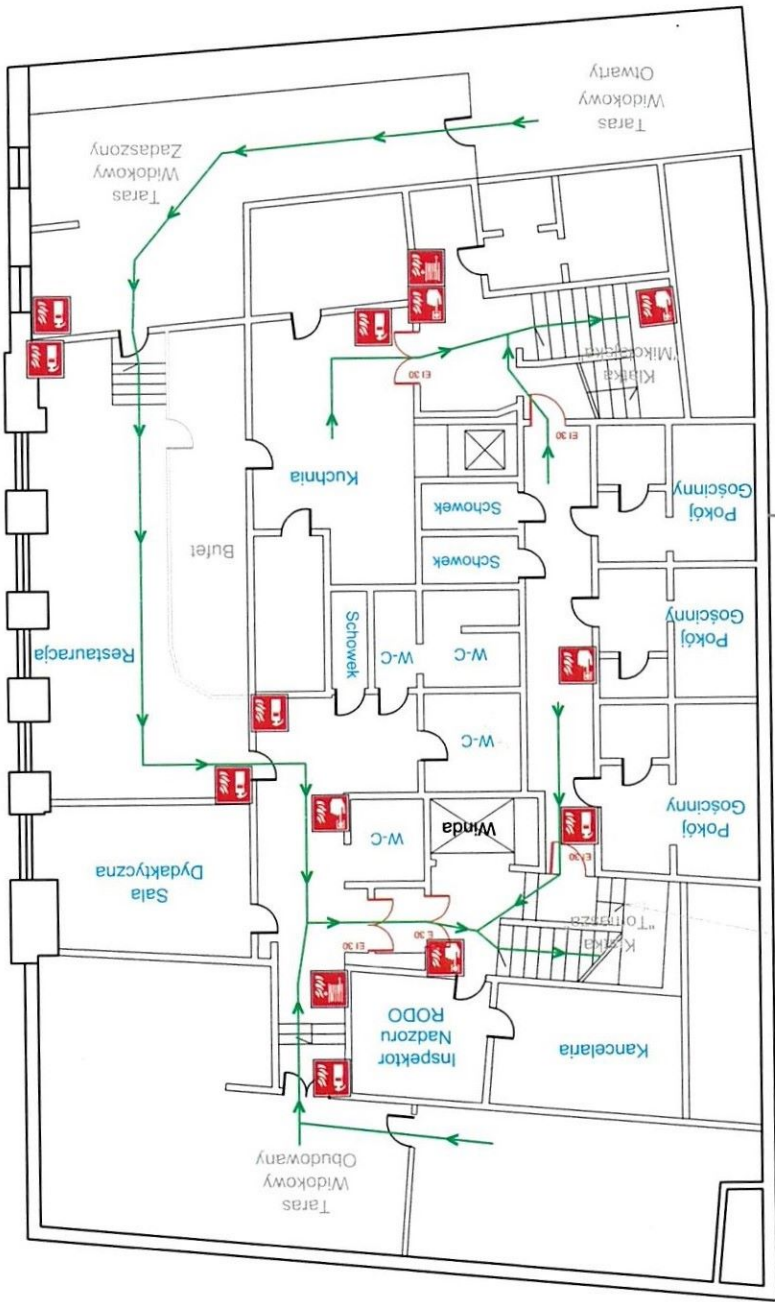 Taras
Widokowy
Obudowany
Kancelaria
Inspektor
Nadzoru
RODO
Klatka
"Tomasza"
E 30
EI 30
Sala
Dydaktyczna
EI 30
Winda
W-C
Pokój
Gościnny
W-C
Pokój
Gościnny
W-C
W-C
Schowek
Restauracja
Schowek
Bufet
Pokój
Gościnny
Schowek
Kuchnia
EI 30
Klatka
"Mikołajska"
EI 30
Taras
Widokowy
Zadaszony
Taras
Widokowy
Otwarty